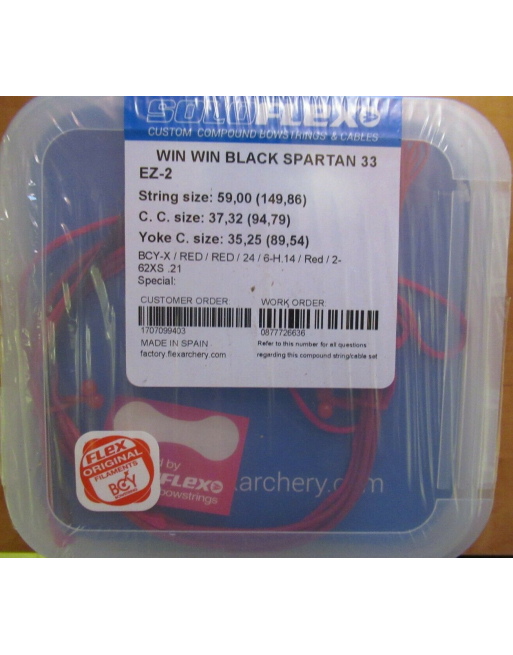 SOLOFLEX
CUSTOM COMPOUND BOWSTRINGS & CABLES
WIN WIN BLACK SPARTAN 33
EZ-2
String size: 59,00 (149,86)
C. C. size: 37,32 (94,79)
Yoke C. size: 35,25 (89,54)
BCY-X / RED / RED / 24 / 6-H.14 / Red / 2-
62XS .21
Special:
CUSTOMER ORDER: WORK ORDER:
1707099403 0877726636
MADE IN SPAIN Refer to this number for all questions
factory.flexarchery.com regarding this compound string/cable set
FLEX
ORIGINAL
FILAMENTS
BCY
by
FLEX
bowstrings
.archery.com